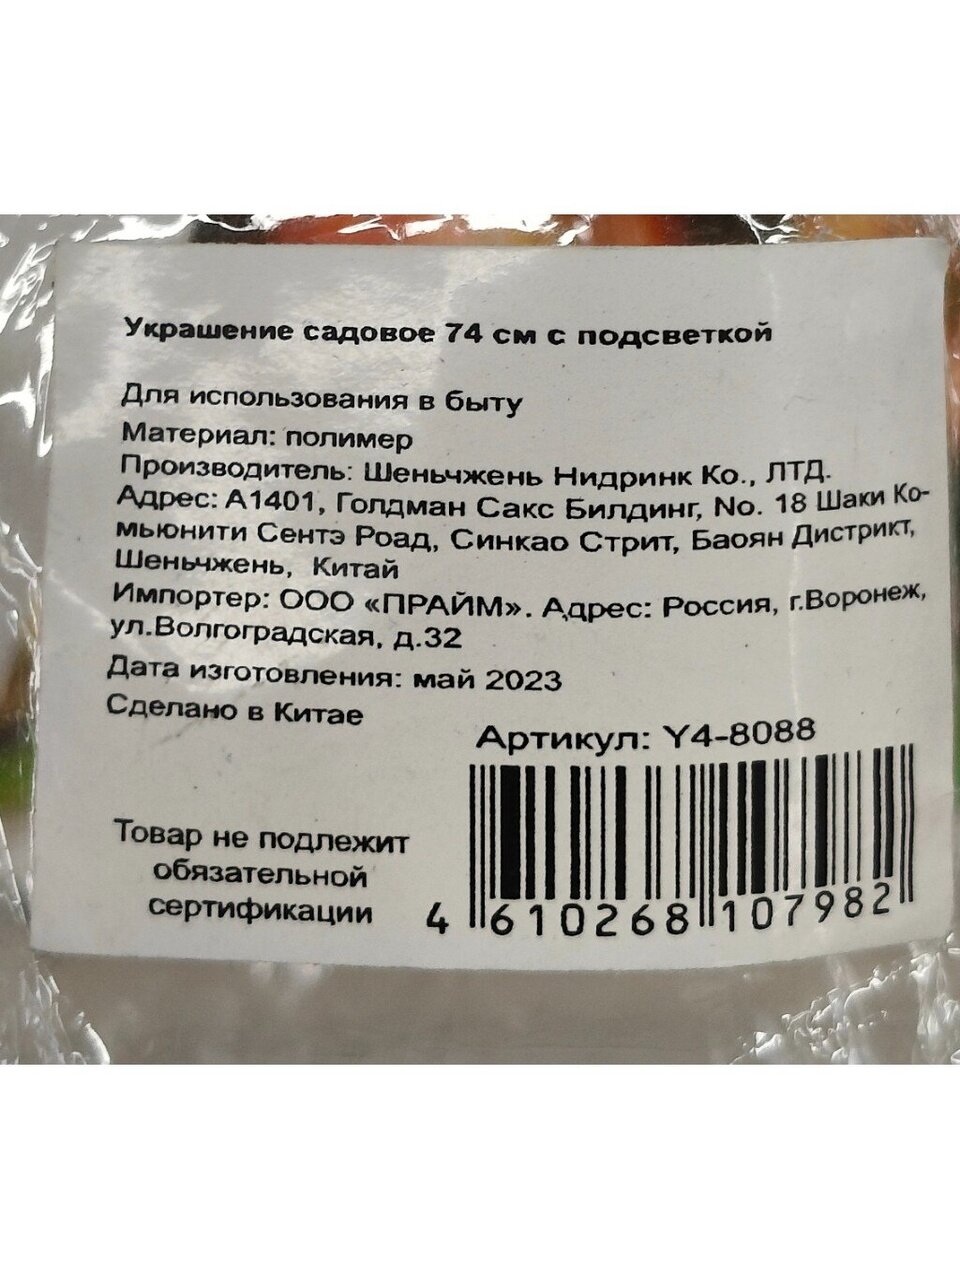 Украшение садовое 74 см с подсветкой
Для использования в быту
Материал: полимер
Производитель: Шеньчжень Нидринк Ко., ЛТД.
Адрес: А1401, Голдман Сакс Билдинг, No. 18 Шаки Ко-
мьюнити Сентэ Роад, Синкао Стрит, Баоян Дистрикт,
Шеньчжень, Китай
Импортер: ООО «ПРАЙМ». Адрес: Россия, г.Воронеж,
ул.Волгоградская, д.32
Дата изготовления: май 2023
Сделано в Китае
Артикул: Y4-8088
Товар не подлежит
обязательной
сертификации
4 610268 107982